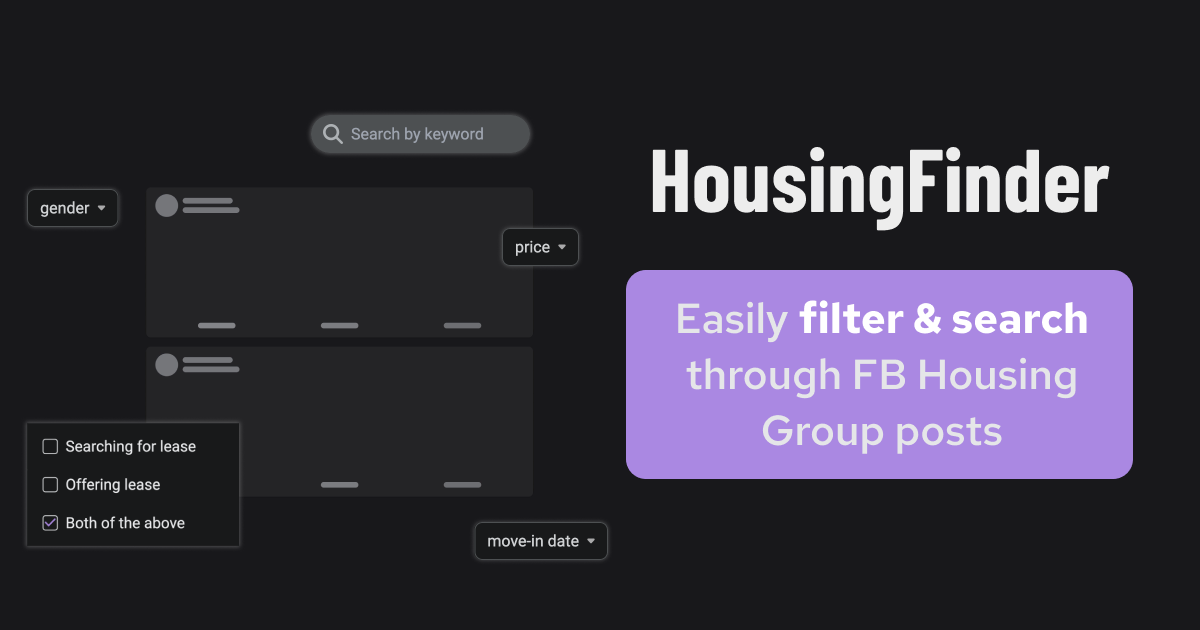 Search by keyword
gender
price
Searching for lease
Offering lease
Both of the above
move-in date
HousingFinder
Easily filter & search
through FB Housing
Group posts